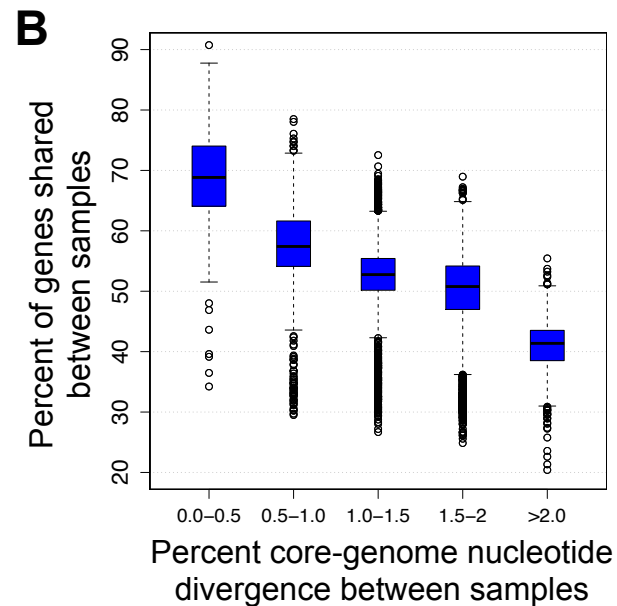 B
Percent of genes shared
between samples
90
80
70
60
50
40
30
20
0.0–0.5 0.5–1.0 1.0–1.5 1.5–2 >2.0
Percent core-genome nucleotide
divergence between samples